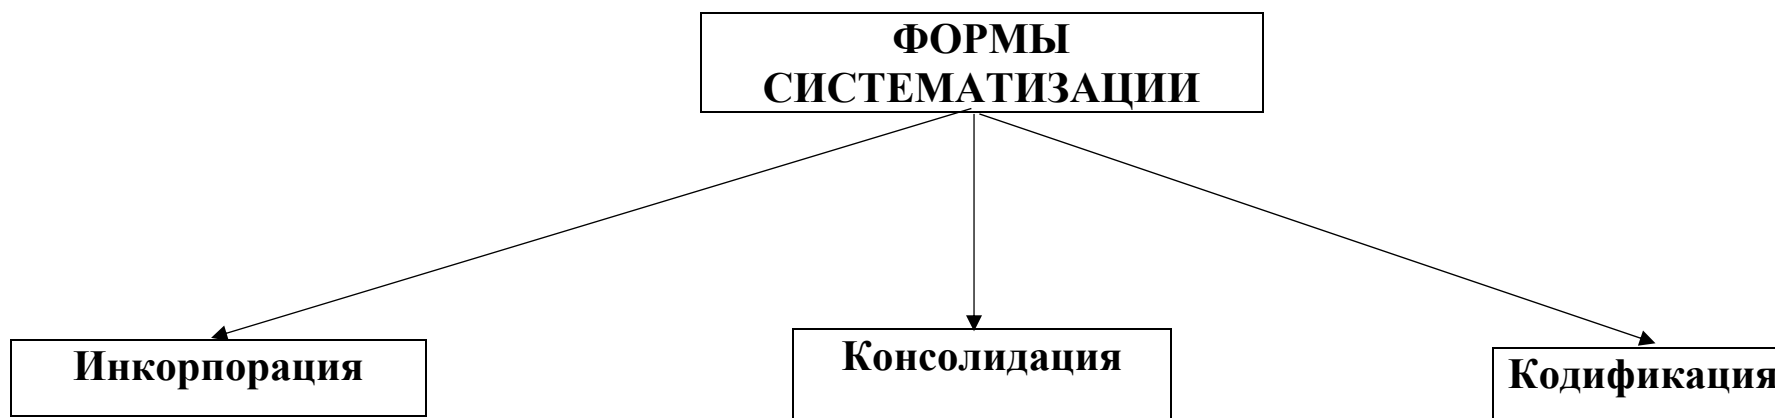 ФОРМЫ
СИСТЕМАТИЗАЦИИ
Инкорпорация
Консолидация
Кодификация